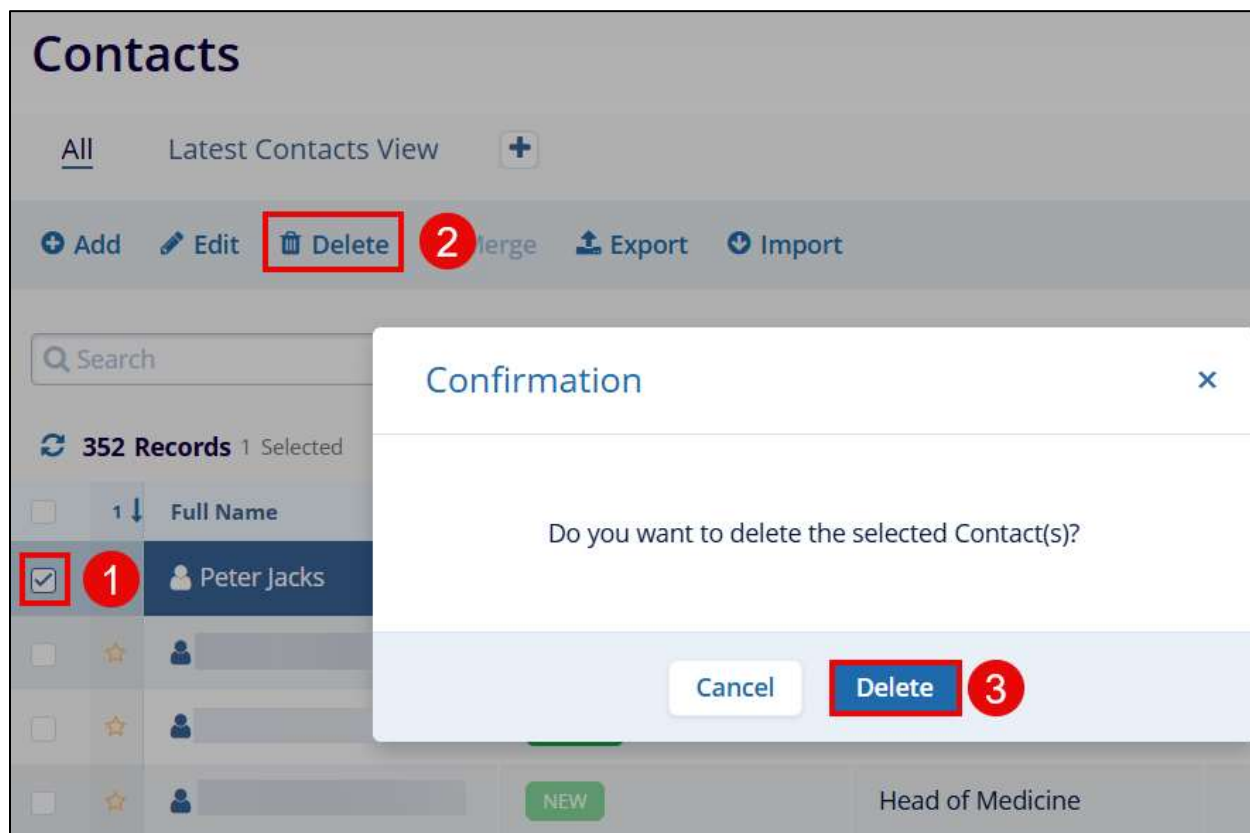 Contacts
All Latest Contacts View
Add Edit Delete 2 Merge Export Import
Search
Confirmation
352 Records 1 Selected
1 Full Name
Do you want to delete the selected Contact(s)?
1 Peter Jacks
Cancel Delete 3
NEW Head of Medicine